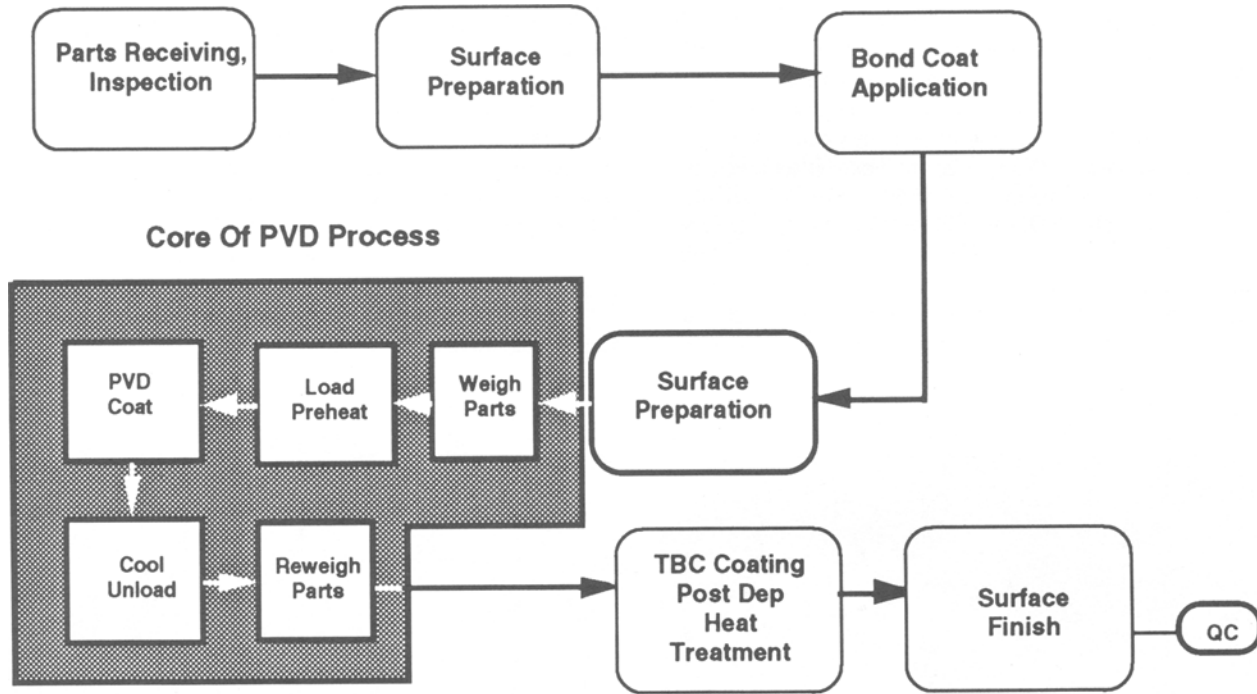 Parts Receiving,
Inspection
Surface
Preparation
Bond Coat
Application
Core Of PVD Process
PVD
Coat
Load
Preheat
Weigh
Parts
Surface
Preparation
Cool
Unload
Reweigh
Parts
TBC Coating
Post Dep
Heat
Treatment
Surface
Finish
QC